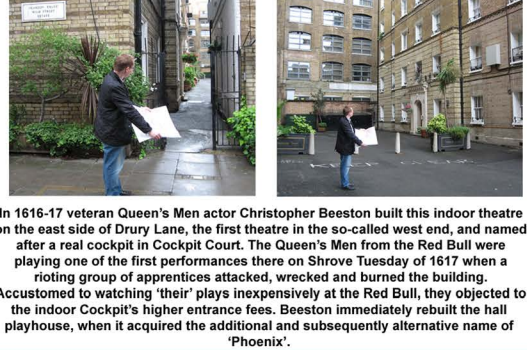 In 1616-17 veteran Queen's Men actor Christopher Beeston built this indoor theatre
on the east side of Drury Lane, the first theatre in the so-called west end, and named
after a real cockpit in Cockpit Court. The Queen's Men from the Red Bull were
playing one of the first performances there on Shrove Tuesday of 1617 when a
rioting group of apprentices attacked, wrecked and burned the building.
Accustomed to watching 'their' plays inexpensively at the Red Bull, they objected to
the indoor Cockpit's higher entrance fees. Beeston immediately rebuilt the hall
playhouse, when it acquired the additional and subsequently alternative name of
'Phoenix'.